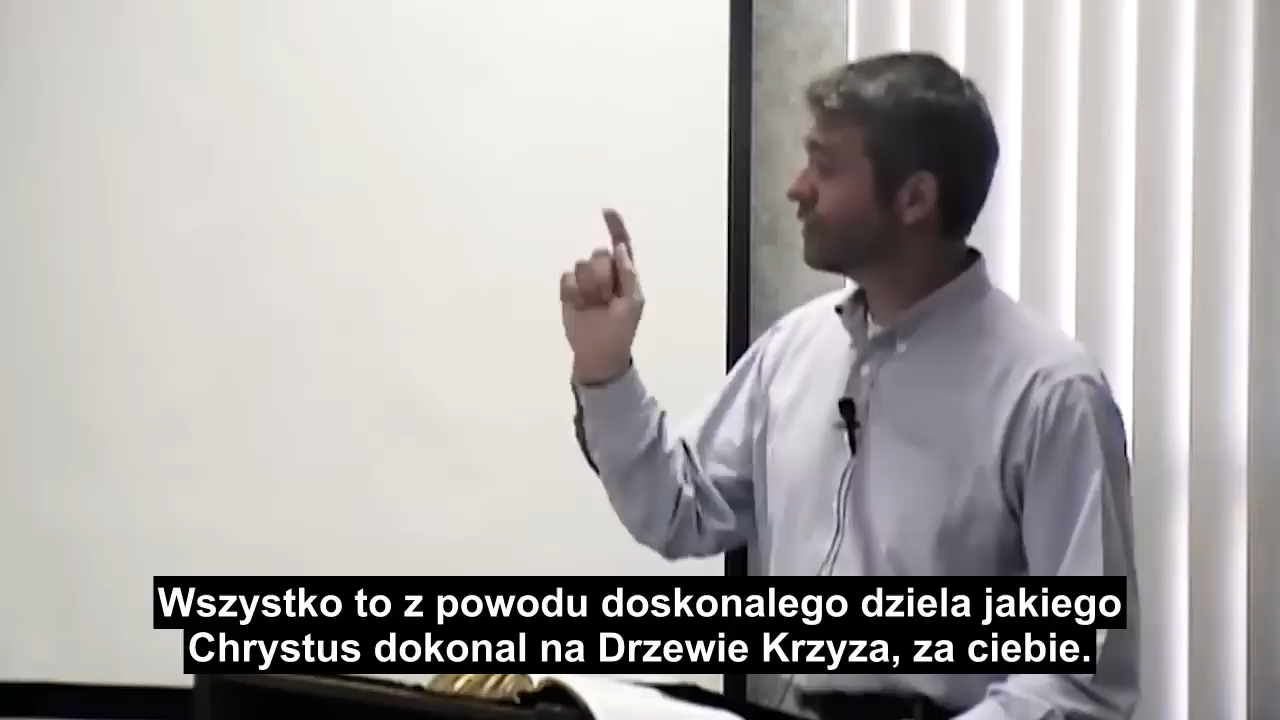 Wszystko to z powodu doskonalego dziela jakiego
Chrystus dokonal na Drzewie Krzyza, za ciebie.